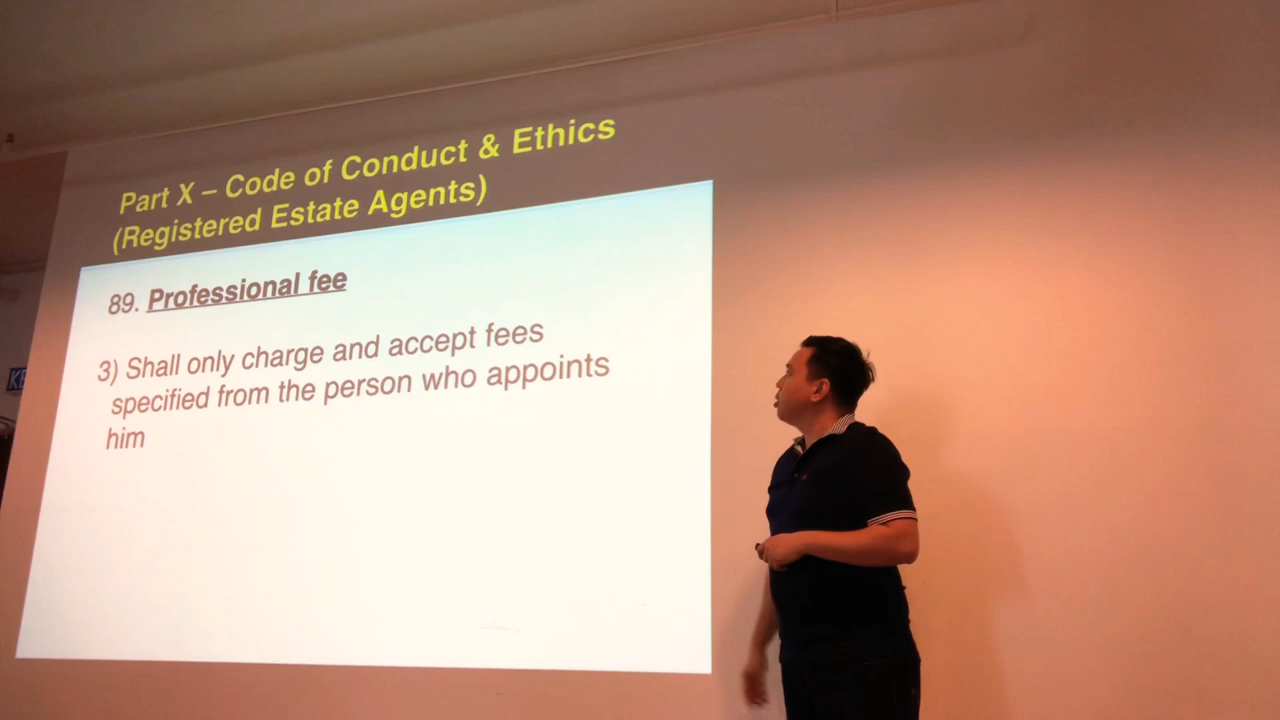 Part X – Code of Conduct & Ethics
(Registered Estate Agents)
89. Professional fee
3) Shall only charge and accept fees
specified from the person who appoints
him